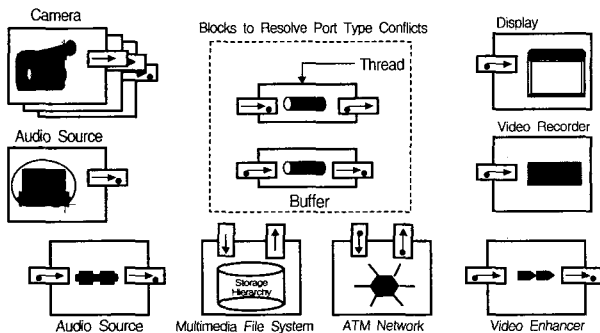 Camera
Blocks to Resolve Port Type Conflicts
Display
Thread
Audio Source
Video Recorder
Buffer
Storage
Hierarchy
Audio Source
Multimedia File System
ATM Network
Video Enhancer